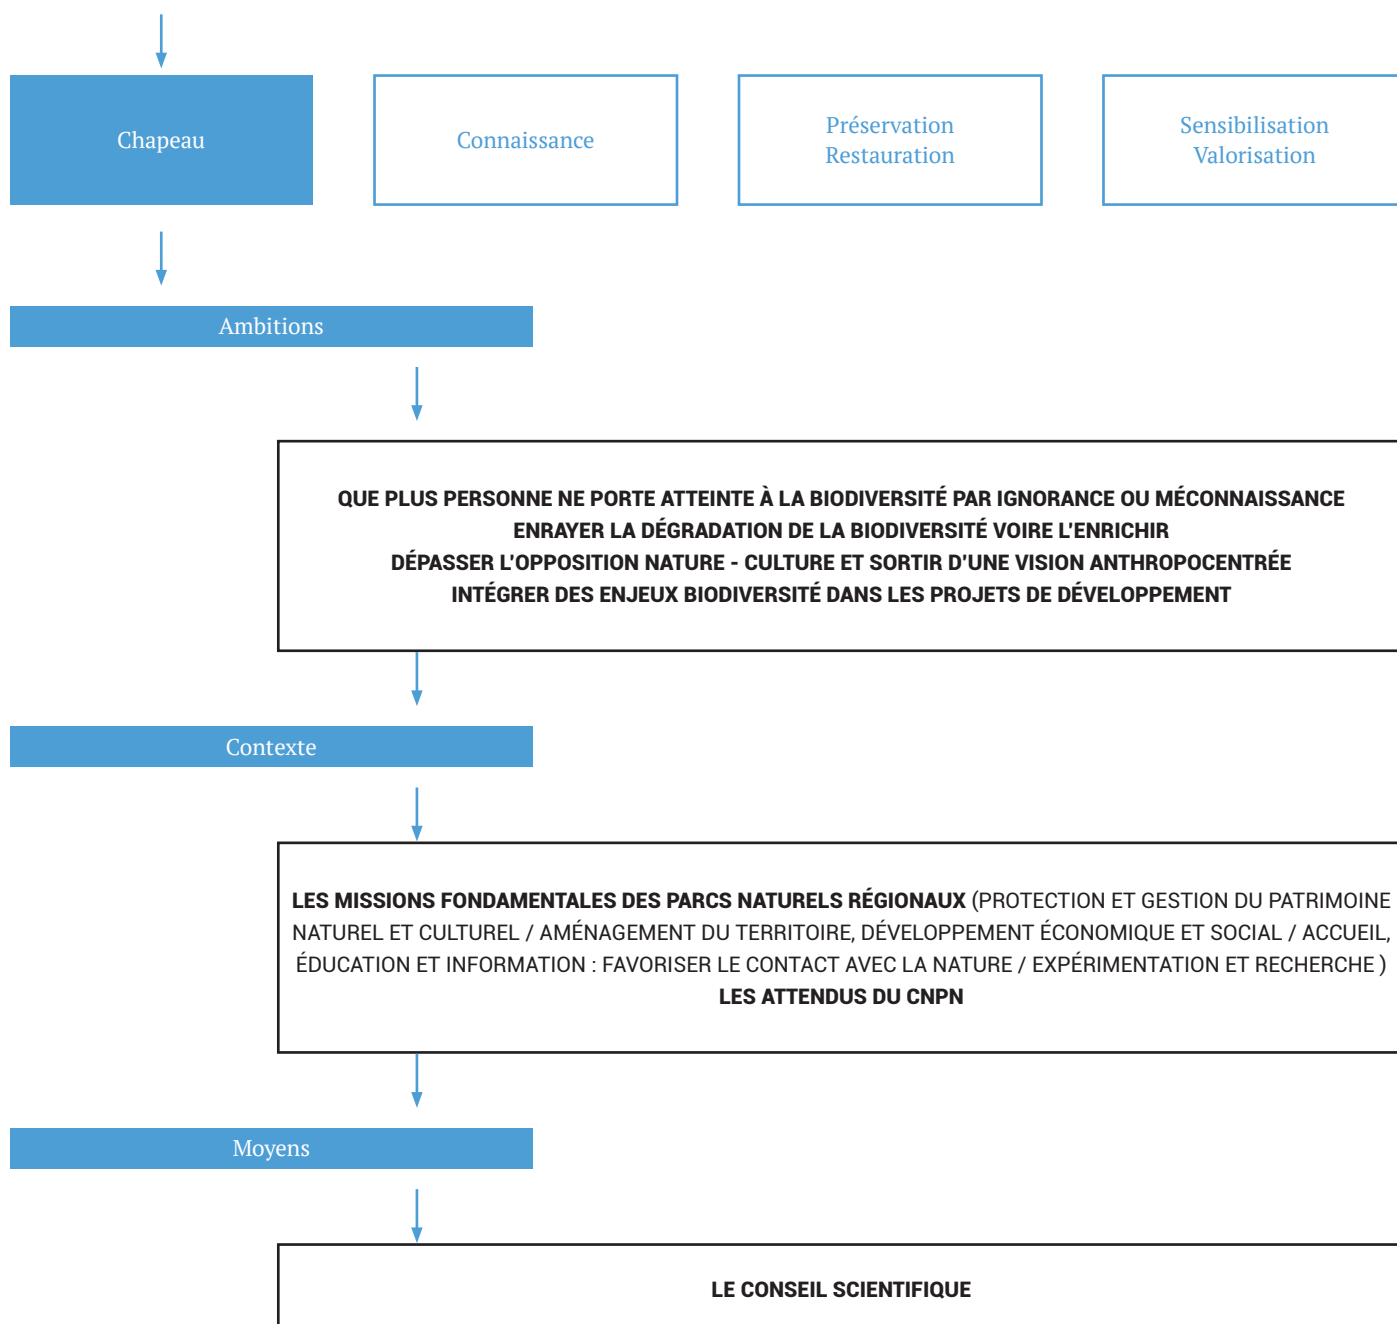 Chapeau
Connaissance
Préservation
Restauration
Sensibilisation
Valorisation
Ambitions
QUE PLUS PERSONNE NE PORTE ATTEINTE À LA BIODIVERSITÉ PAR IGNORANCE OU MÉCONNAISSANCE
ENRAYER LA DÉGRADATION DE LA BIODIVERSITÉ VOIRE L'ENRICHIR
DÉPASSER L'OPPOSITION NATURE - CULTURE ET SORTIR D'UNE VISION ANTHROPOCENTRÉE
INTÉGRER DES ENJEUX BIODIVERSITÉ DANS LES PROJETS DE DÉVELOPPEMENT
Contexte
LES MISSIONS FONDAMENTALES DES PARCS NATURELS RÉGIONAUX (PROTECTION ET GESTION DU PATRIMOINE
NATUREL ET CULTUREL / AMÉNAGEMENT DU TERRITOIRE, DÉVELOPPEMENT ÉCONOMIQUE ET SOCIAL / ACCUEIL,
ÉDUCATION ET INFORMATION : FAVORISER LE CONTACT AVEC LA NATURE / EXPÉRIMENTATION ET RECHERCHE )
LES ATTENDUS DU CNPN
Moyens
LE CONSEIL SCIENTIFIQUE